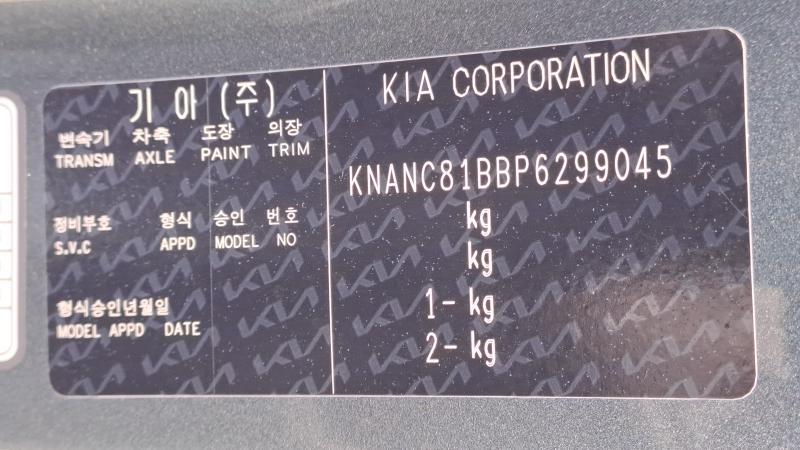 기 아 (주)
변속기 차축 도장 의장
TRANSM AXLE PAINT TRIM
정비부호 형식 승인 번호
S.V.C APPD MODEL NO
형식승인년월일
MODEL APPD DATE
KIA CORPORATION
KNANC81BBP6299045
kg
kg
1- kg
2- kg